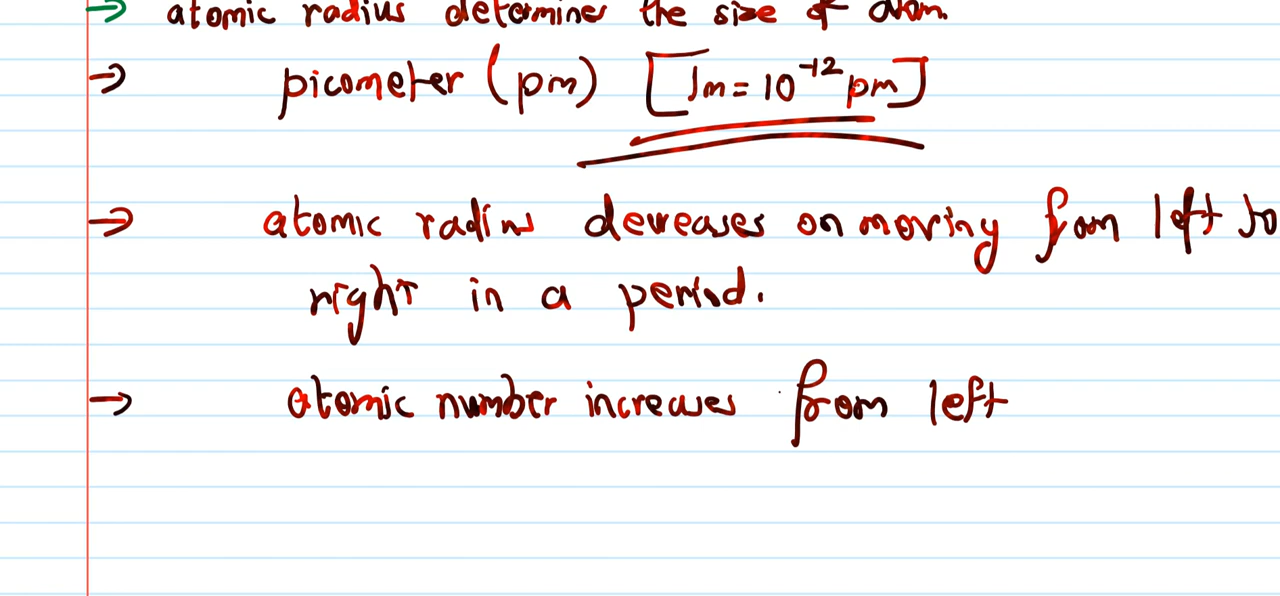 → atomic radius determines the size of atom.
→ picometer (pm) [1m = 10⁻¹² pm]
→ atomic radius decreases on moving from left to
right in a period.
→ atomic number increases from left